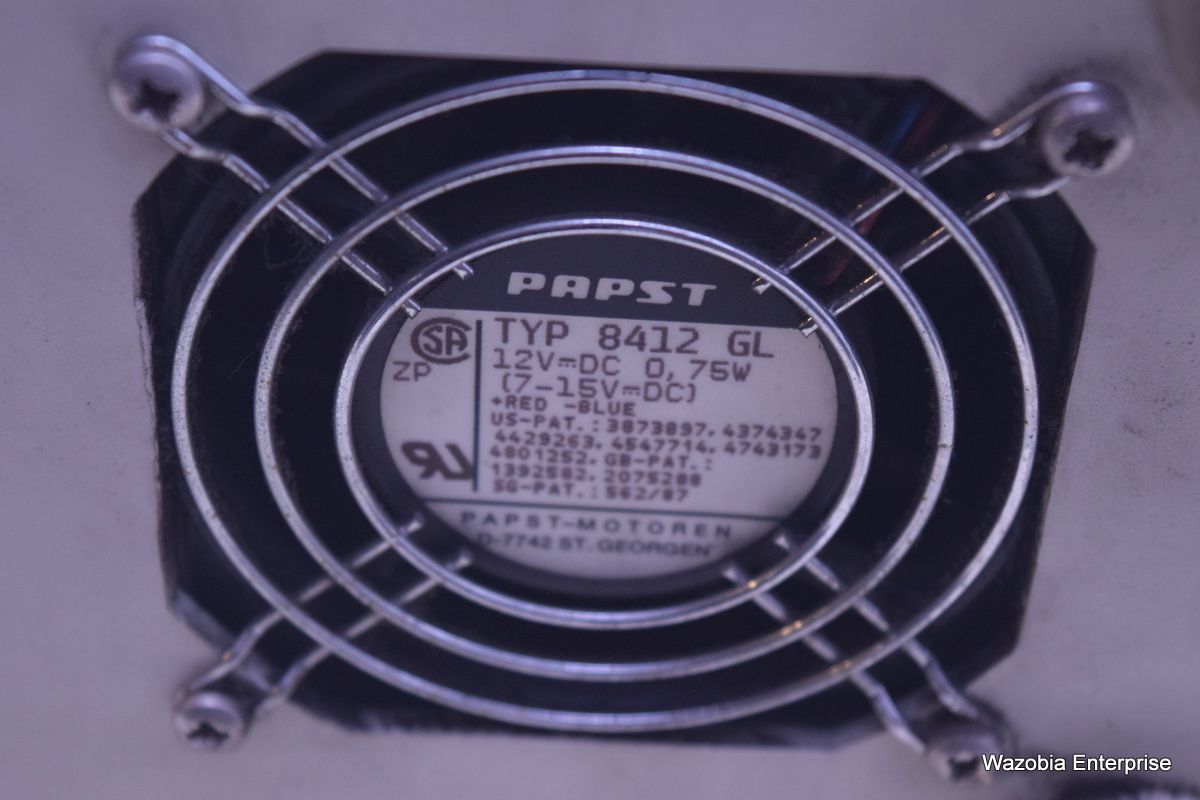 PAPST
SA
ZP
TYP 8412 GL
12V⎓DC 0,75W
(7-15V⎓DC)
+RED -BLUE
US-PAT.:3873897,4374347
4429263,4547714,4743173
4801252,GB-PAT.:
1392582,2075288
SG-PAT.:562/87
PAPST-MOTOREN
D-7742 ST. GEORGEN
Wazobia Enterprise